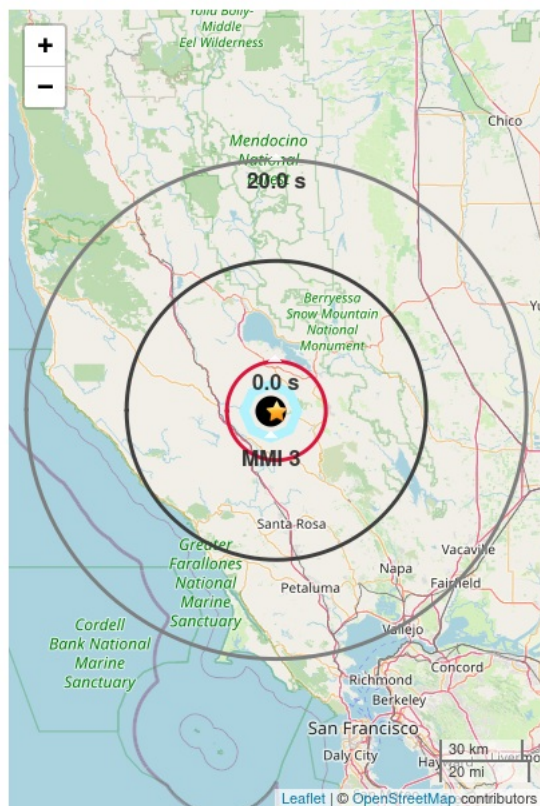 +
−
Yolla Bolly-
Middle
Eel Wilderness
Chico
Mendocino
National
20.0 s
Berryessa
Snow Mountain
National
Monument
0.0 s
MMI 3
Santa Rosa
Greater
Farallones
National
Marine
Sanctuary
Vacaville
Napa
Fairfield
Petaluma
Vallejo
Cordell
Bank National
Marine
Sanctuary
Concord
Richmond
Berkeley
San Francisco
Daly City
30 km
20 mi
Leaflet | © OpenStreetMap contributors